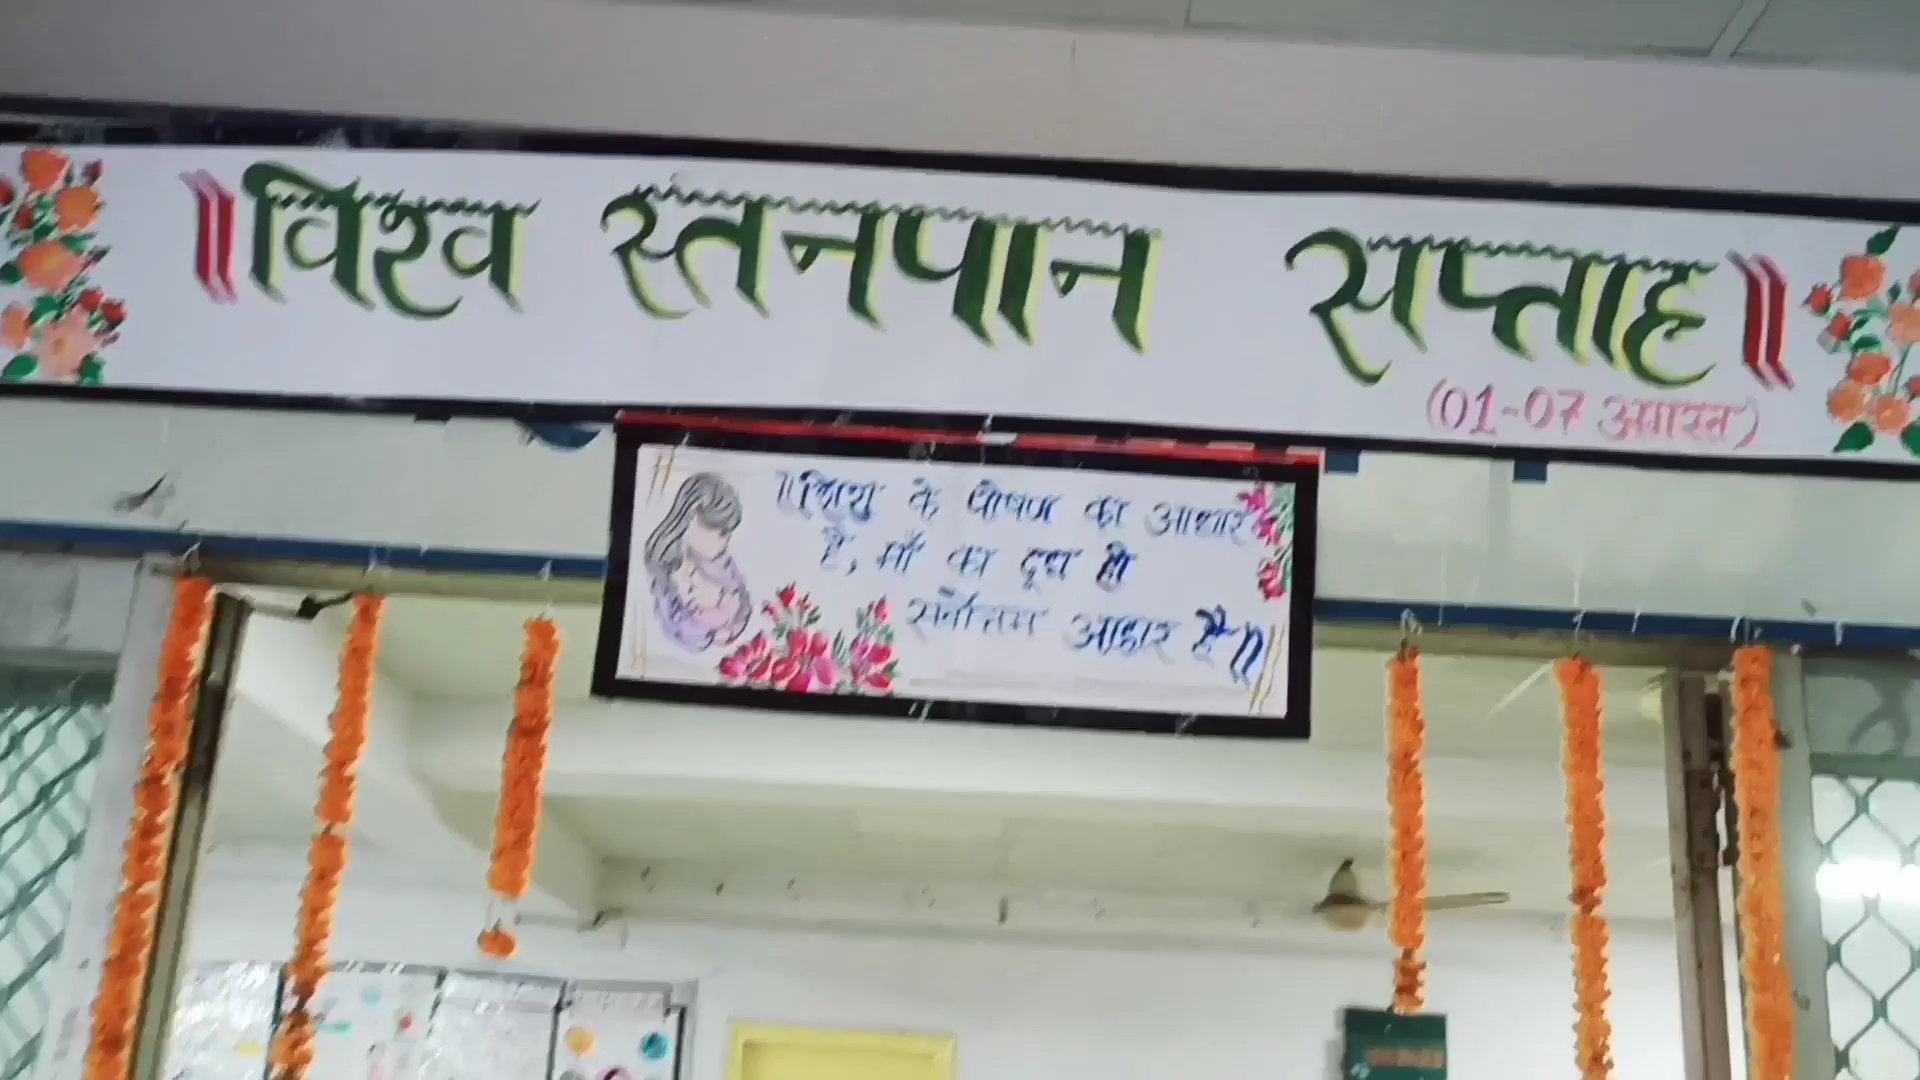 ॥विश्व स्तनपान सप्ताह॥
(01-07 अगस्त)
॥शिशु के पोषण का आधार
है, माँ का दूध ही
सर्वोत्तम आहार है॥